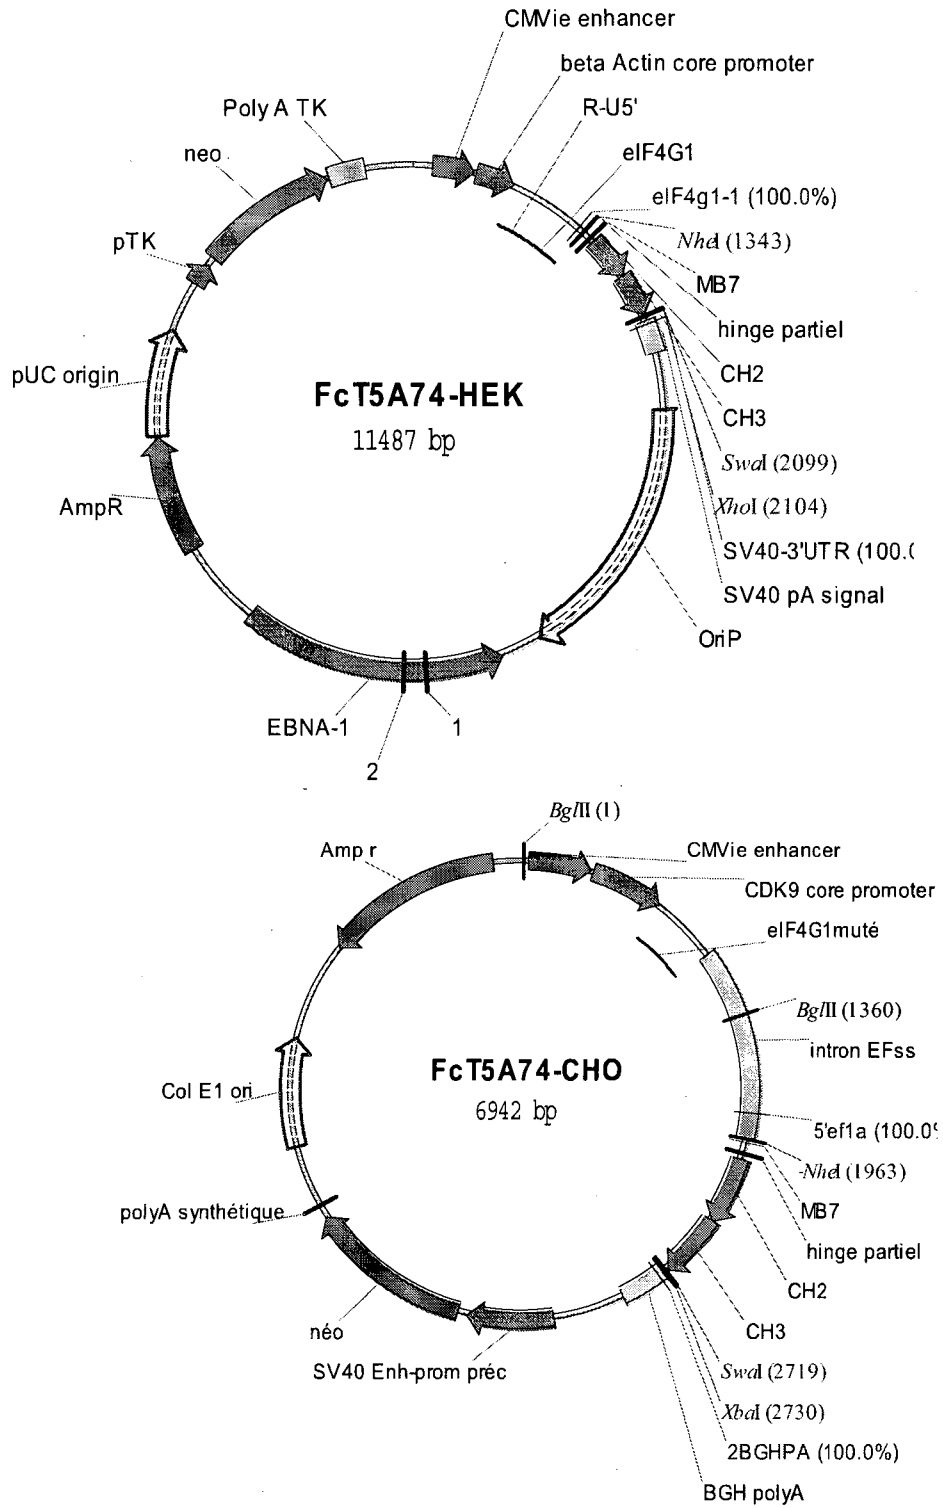 CMVie enhancer
beta Actin core promoter
Poly A TK
R-U5'
neo
eIF4G1
eIF4g1-1 (100.0%)
NheI (1343)
pTK
MB7
hinge partiel
pUC origin
CH2
FcT5A74-HEK
11487 bp
CH3
SwaI (2099)
AmpR
XhoI (2104)
SV40-3'UTR (100.0
SV40 pA signal
OriP
EBNA-1
1
2
BglII (1)
Amp r
CMVie enhancer
CDK9 core promoter
eIF4G1muté
BglII (1360)
intron EFss
FcT5A74-CHO
6942 bp
Col E1 ori
5'ef1a (100.0%
NheI (1963)
polyA synthétique
MB7
hinge partiel
CH2
néo
CH3
SV40 Enh-prom préc
SwaI (2719)
XbaI (2730)
2BGHPA (100.0%)
BGH polyA